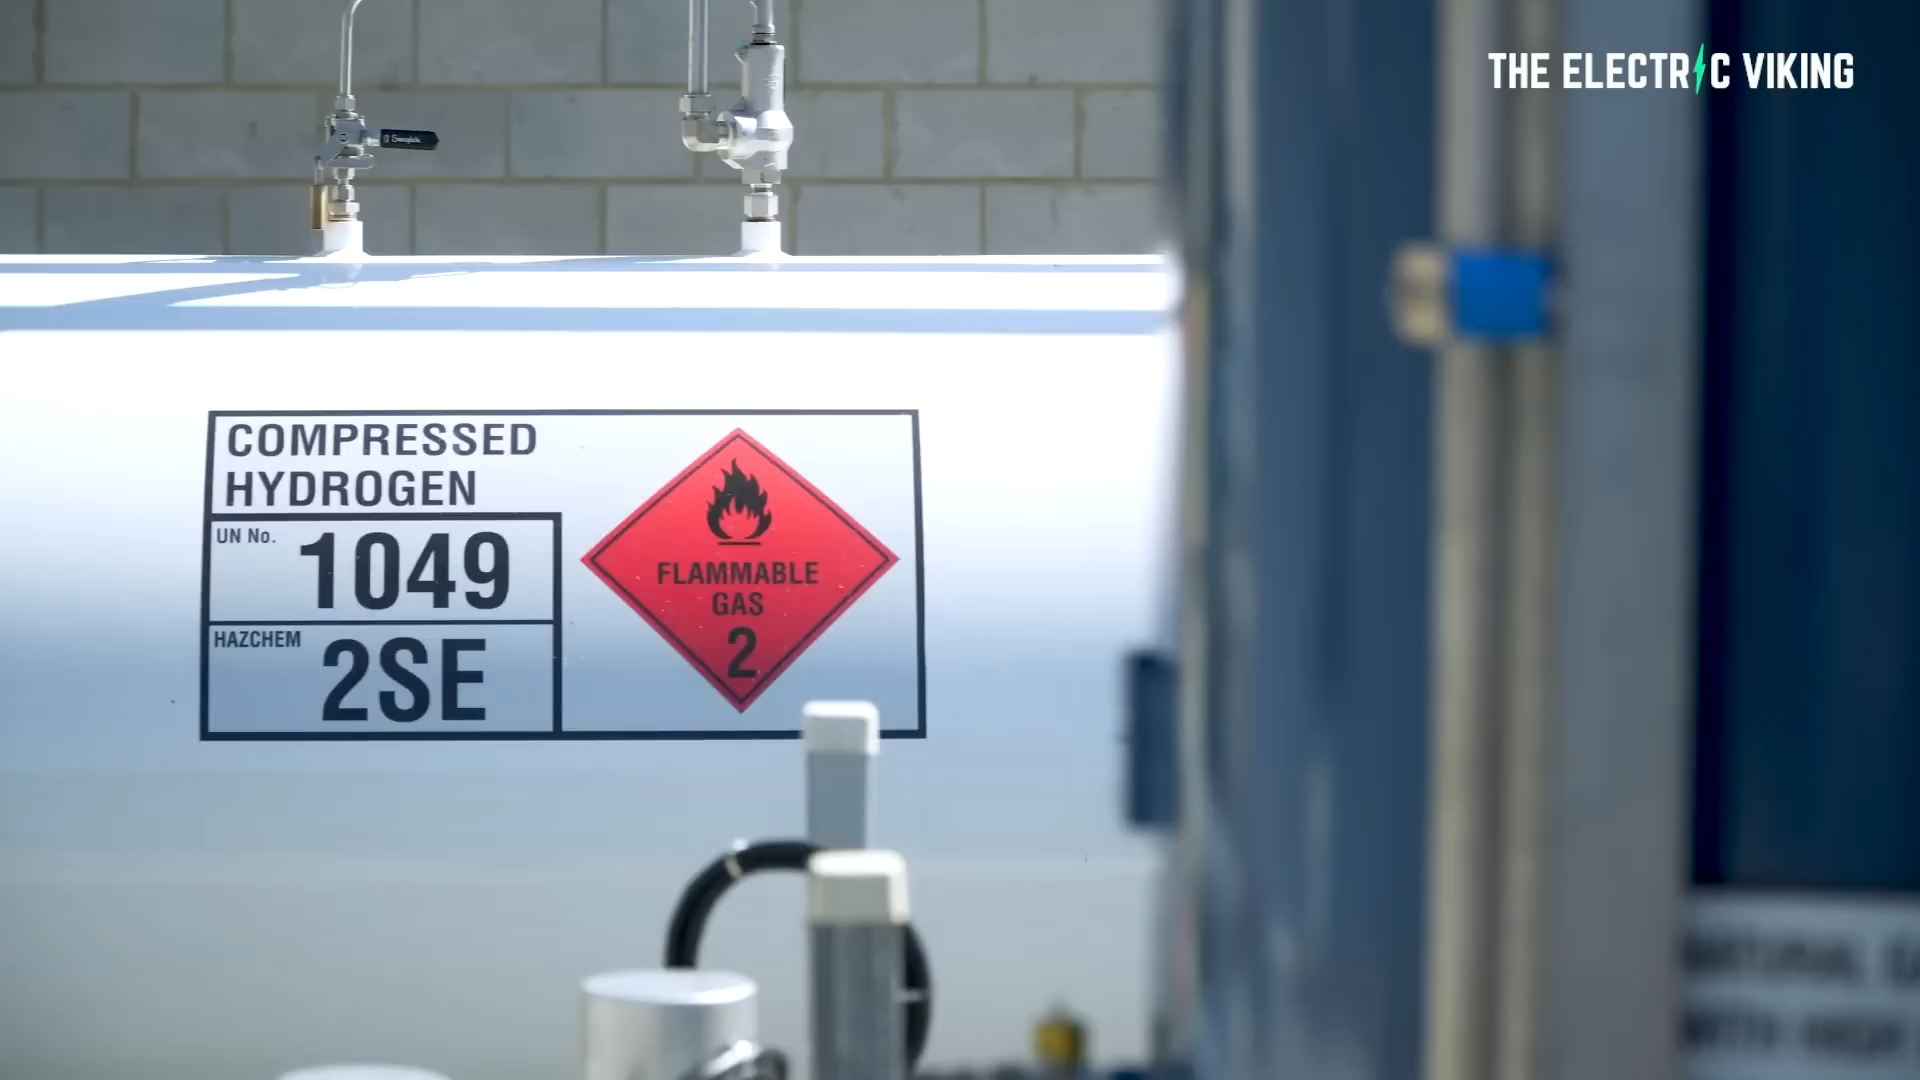 THE ELECTRIC VIKING
COMPRESSED
HYDROGEN
UN No.
1049
HAZCHEM
2SE
FLAMMABLE
GAS
2